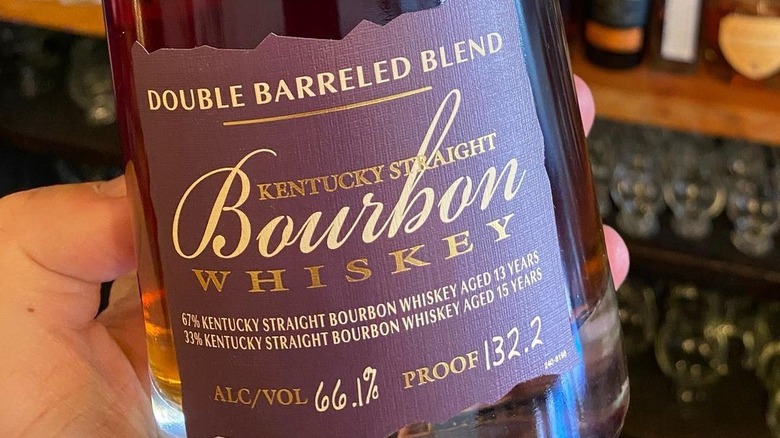 DOUBLE BARRELED BLEND
KENTUCKY STRAIGHT
Bourbon
WHISKEY
67% KENTUCKY STRAIGHT BOURBON WHISKEY AGED 13 YEARS
33% KENTUCKY STRAIGHT BOURBON WHISKEY AGED 15 YEARS
ALC/VOL 66.1% PROOF 132.2